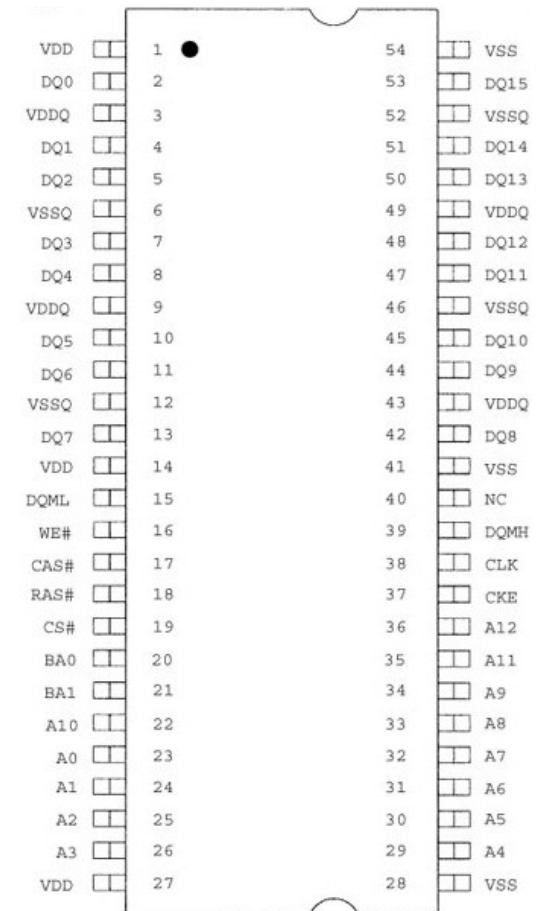 VDD 1 54 VSS
DQ0 2 53 DQ15
VDDQ 3 52 VSSQ
DQ1 4 51 DQ14
DQ2 5 50 DQ13
VSSQ 6 49 VDDQ
DQ3 7 48 DQ12
DQ4 8 47 DQ11
VDDQ 9 46 VSSQ
DQ5 10 45 DQ10
DQ6 11 44 DQ9
VSSQ 12 43 VDDQ
DQ7 13 42 DQ8
VDD 14 41 VSS
DQML 15 40 NC
WE# 16 39 DQMH
CAS# 17 38 CLK
RAS# 18 37 CKE
CS# 19 36 A12
BA0 20 35 A11
BA1 21 34 A9
A10 22 33 A8
A0 23 32 A7
A1 24 31 A6
A2 25 30 A5
A3 26 29 A4
VDD 27 28 VSS